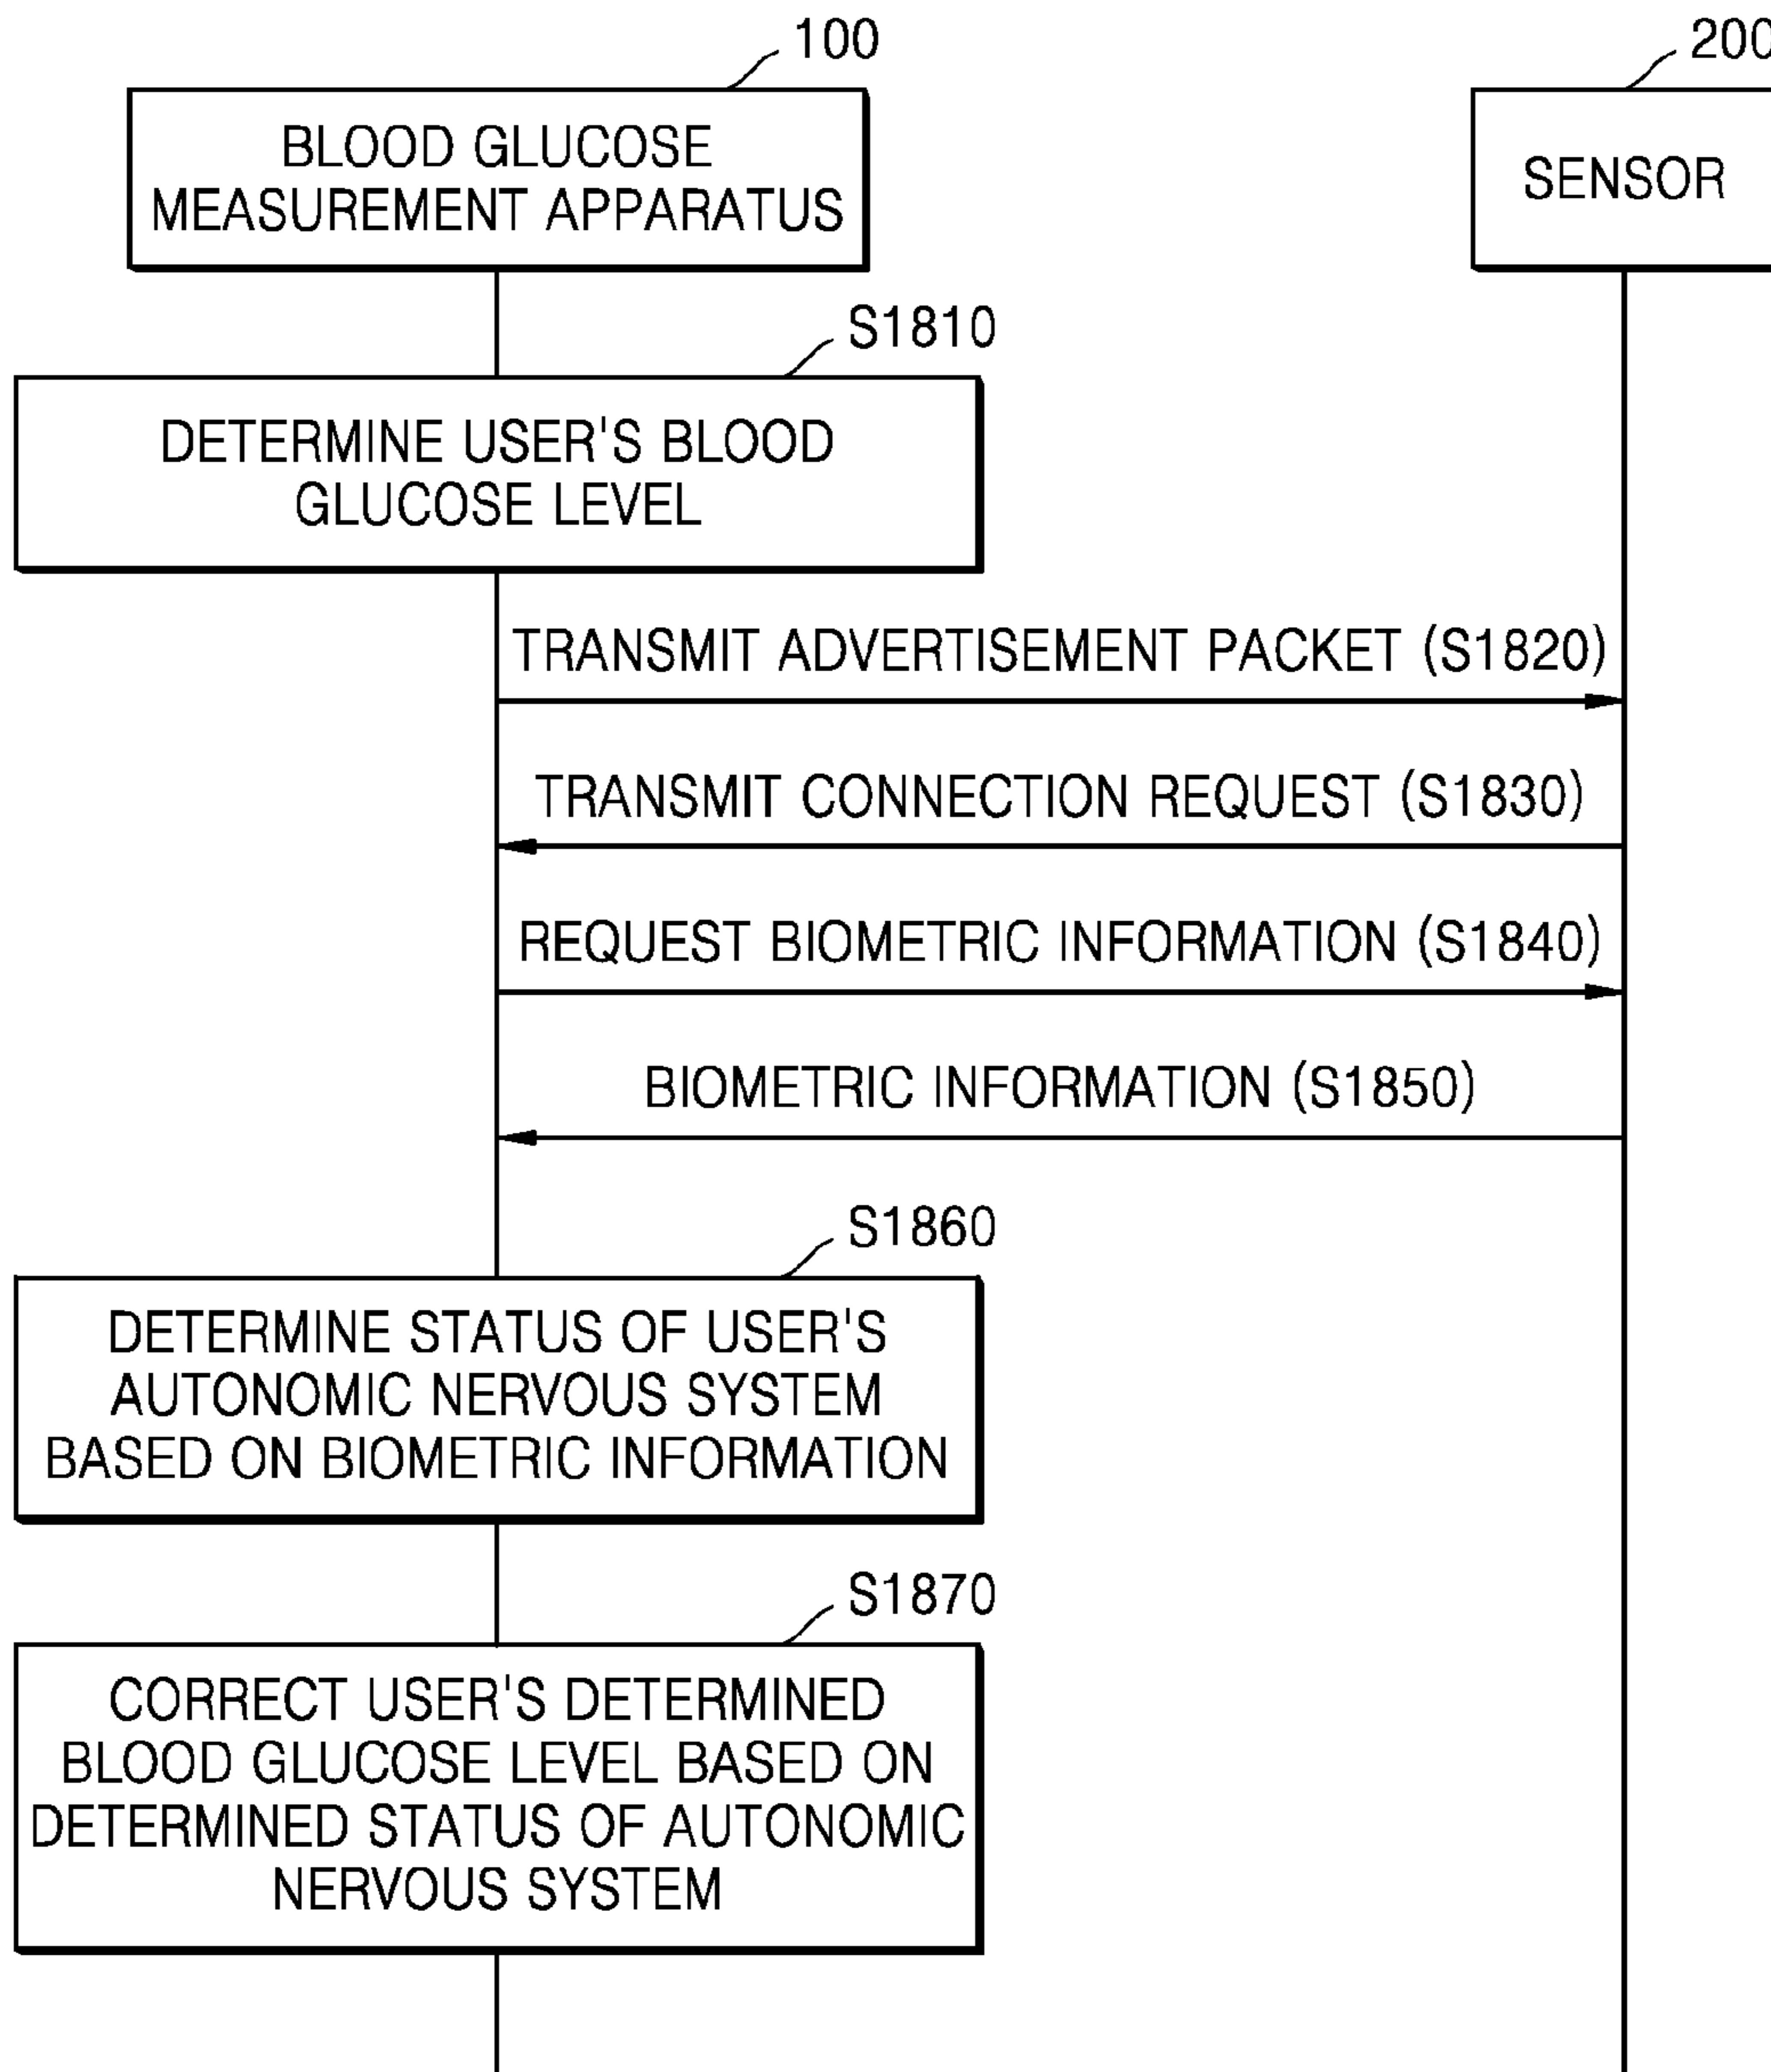 100
BLOOD GLUCOSE
MEASUREMENT APPARATUS
200
SENSOR
S1810
DETERMINE USER'S BLOOD
GLUCOSE LEVEL
TRANSMIT ADVERTISEMENT PACKET (S1820)
TRANSMIT CONNECTION REQUEST (S1830)
REQUEST BIOMETRIC INFORMATION (S1840)
BIOMETRIC INFORMATION (S1850)
S1860
DETERMINE STATUS OF USER'S
AUTONOMIC NERVOUS SYSTEM
BASED ON BIOMETRIC INFORMATION
S1870
CORRECT USER'S DETERMINED
BLOOD GLUCOSE LEVEL BASED ON
DETERMINED STATUS OF AUTONOMIC
NERVOUS SYSTEM